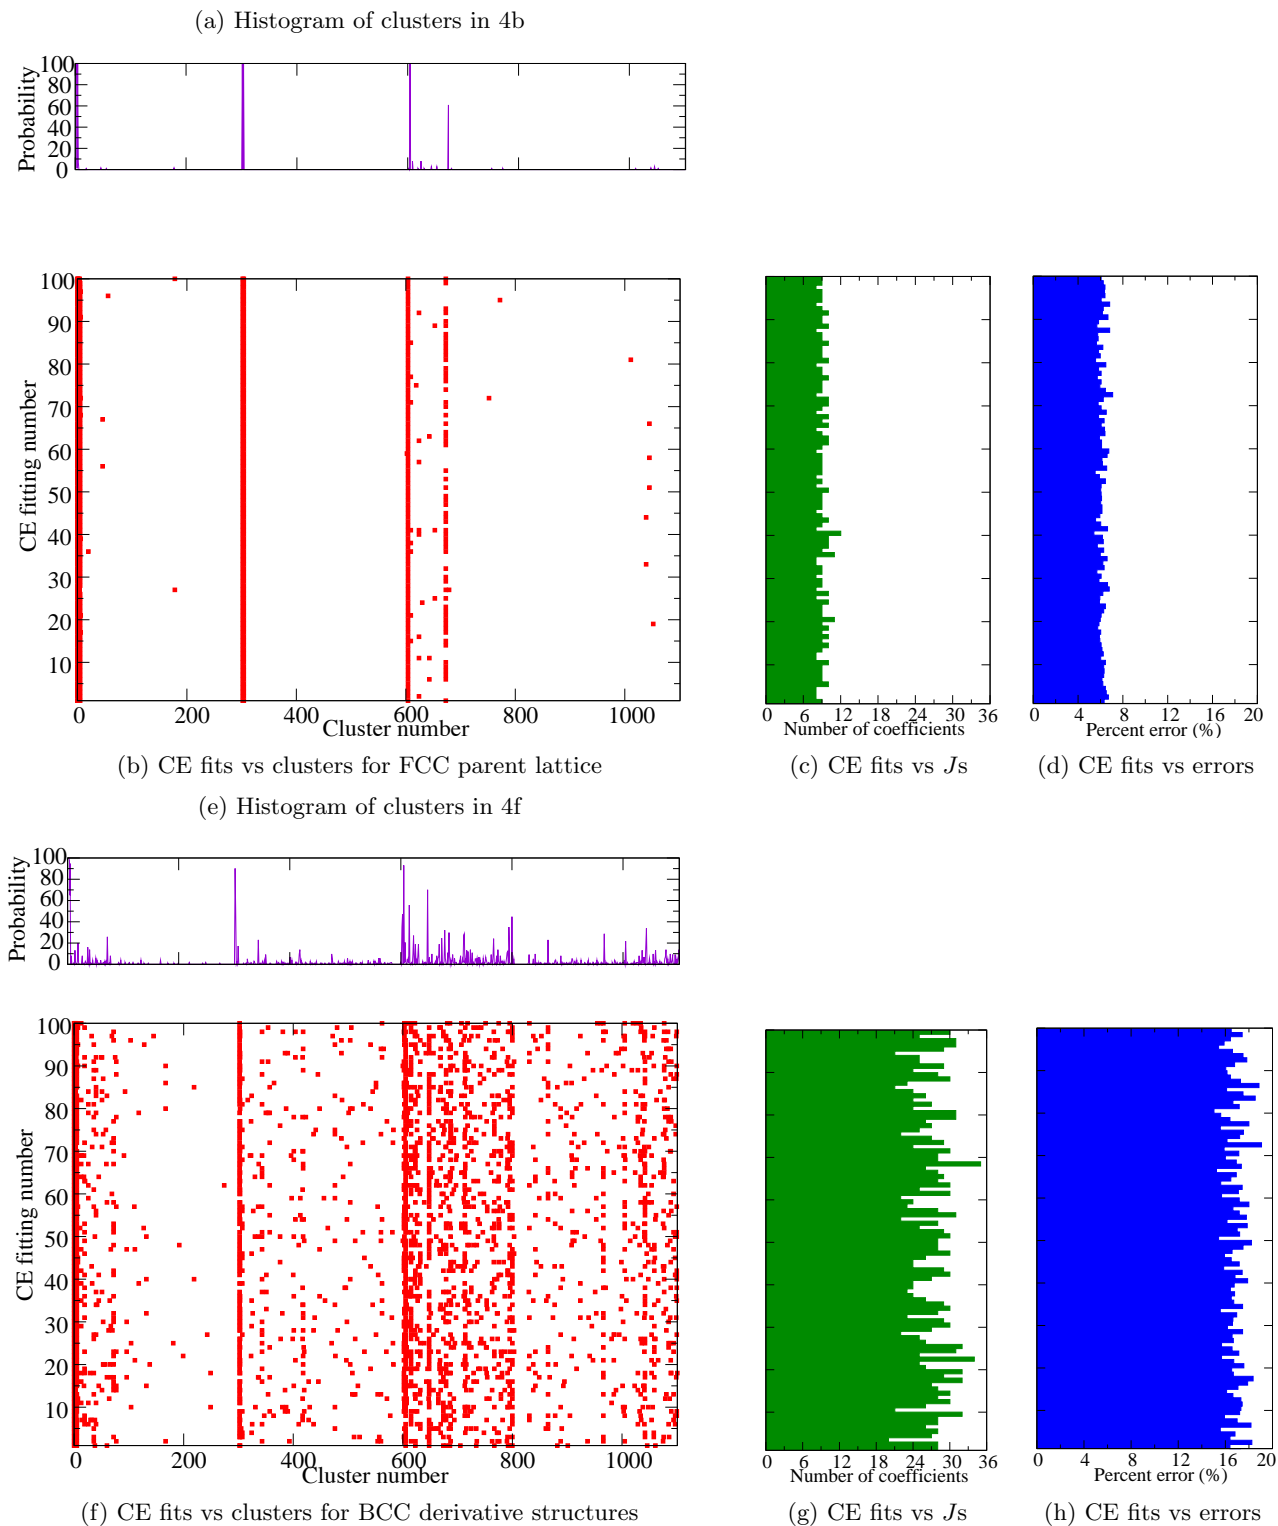 (a) Histogram of clusters in 4b
Probability
100
80
60
40
20
0
CE fitting number
100
90
80
70
60
50
40
30
20
10
0 200 400 600 800 1000
Cluster number
0 6 12 18 24 30 36
Number of coefficients
0 4 8 12 16 20
Percent error (%)
(b) CE fits vs clusters for FCC parent lattice
(c) CE fits vs Js
(d) CE fits vs errors
(e) Histogram of clusters in 4f
Probability
100
80
60
40
20
0
CE fitting number
100
90
80
70
60
50
40
30
20
10
0 200 400 600 800 1000
Cluster number
0 6 12 18 24 30 36
Number of coefficients
0 4 8 12 16 20
Percent error (%)
(f) CE fits vs clusters for BCC derivative structures
(g) CE fits vs Js
(h) CE fits vs errors